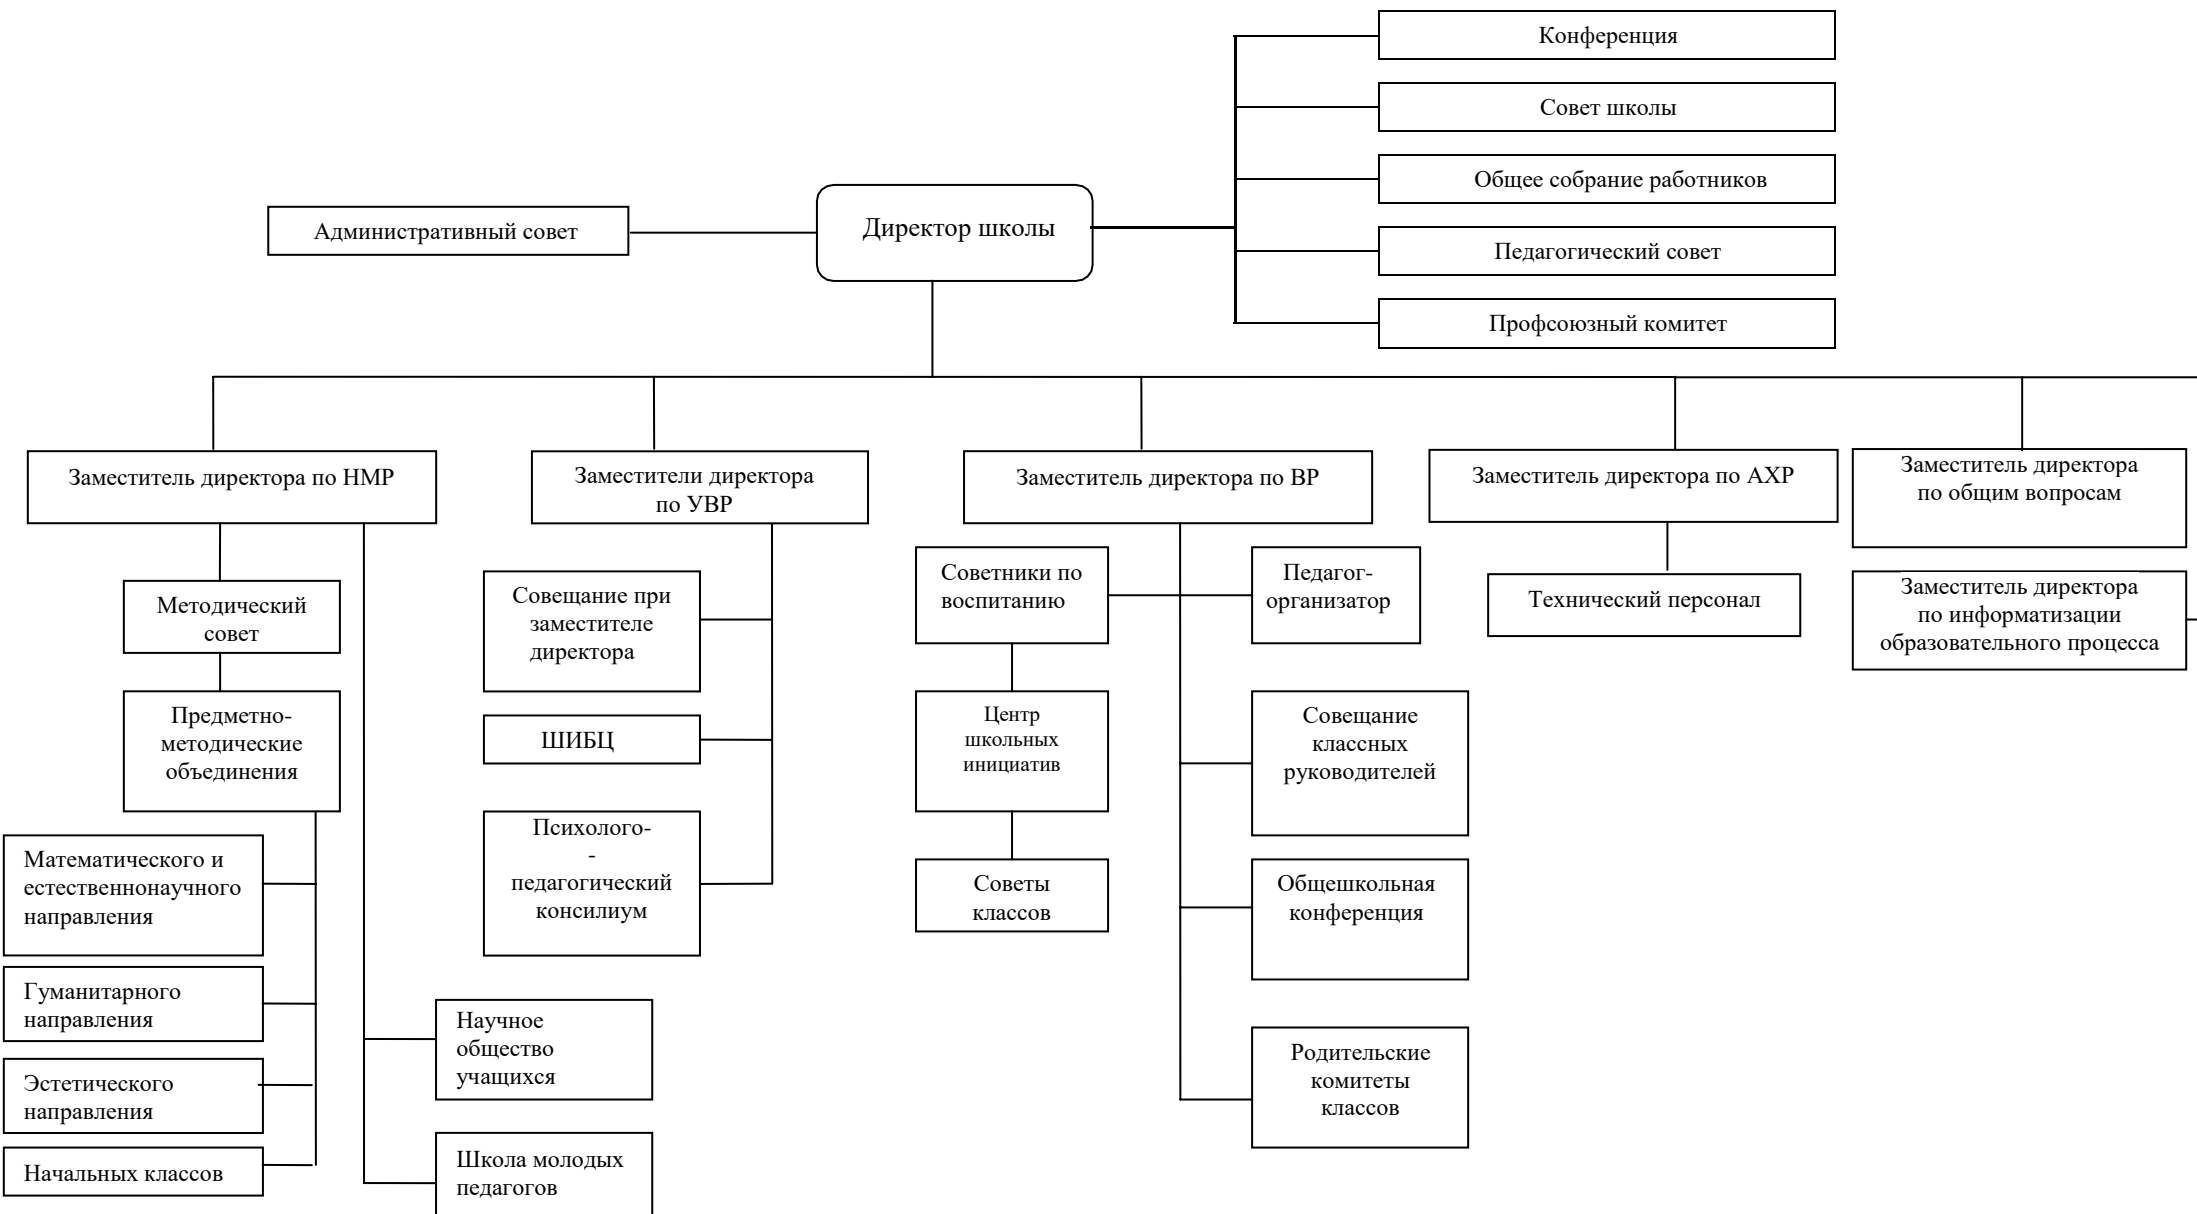 Конференция
Совет школы
Общее собрание работников
Педагогический совет
Профсоюзный комитет
Административный совет
Директор школы
Заместитель директора по НМР
Заместители директора
по УВР
Заместитель директора по ВР
Заместитель директора по АХР
Заместитель директора
по общим вопросам
Методический
совет
Предметно-
методические
объединения
Математического и
естественнонаучного
направления
Гуманитарного
направления
Эстетического
направления
Начальных классов
Научное
общество
учащихся
Школа молодых
педагогов
Совещание при
заместителе
директора
ШИБЦ
Психолого-
-
педагогический
консилиум
Советники по
воспитанию
Центр
школьных
инициатив
Советы
классов
Педагог-
организатор
Совещание
классных
руководителей
Общешкольная
конференция
Родительские
комитеты
классов
Технический персонал
Заместитель директора
по информатизации
образовательного процесса